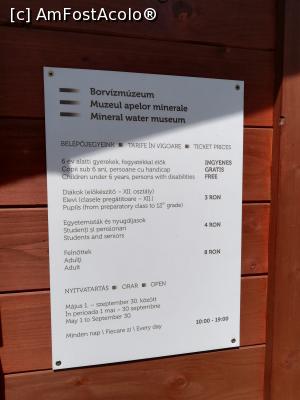 [c] AmFostAcolo®
Borvízmúzeum
Muzeul apelor minerale
Mineral water museum
BELÉPŐJEGYEINK TARIFE ÎN VIGOARE TICKET PRICES
6 év alatti gyerekek, fogyatékkal élők INGYENES
Copii sub 6 ani, persoane cu handicap GRATIS
Children under 6 years, persons with disabilities FREE
Diákok (előkészítő – XII. osztály)
Elevi (clasele pregătitoare – XII.) 3 RON
Pupils (from preparatory class to 12th grade)
Egyetemisták és nyugdíjasok
Studenți și pensionari 4 RON
Students and seniors
Felnőttek 8 RON
Adulți
Adult
NYITVATARTÁS ORAR OPEN
Május 1. – szeptember 30. között
În perioada 1 mai – 30 septembrie
May 1 to September 30
Minden nap \ Fiecare zi \ Every day 10:00 - 19:00